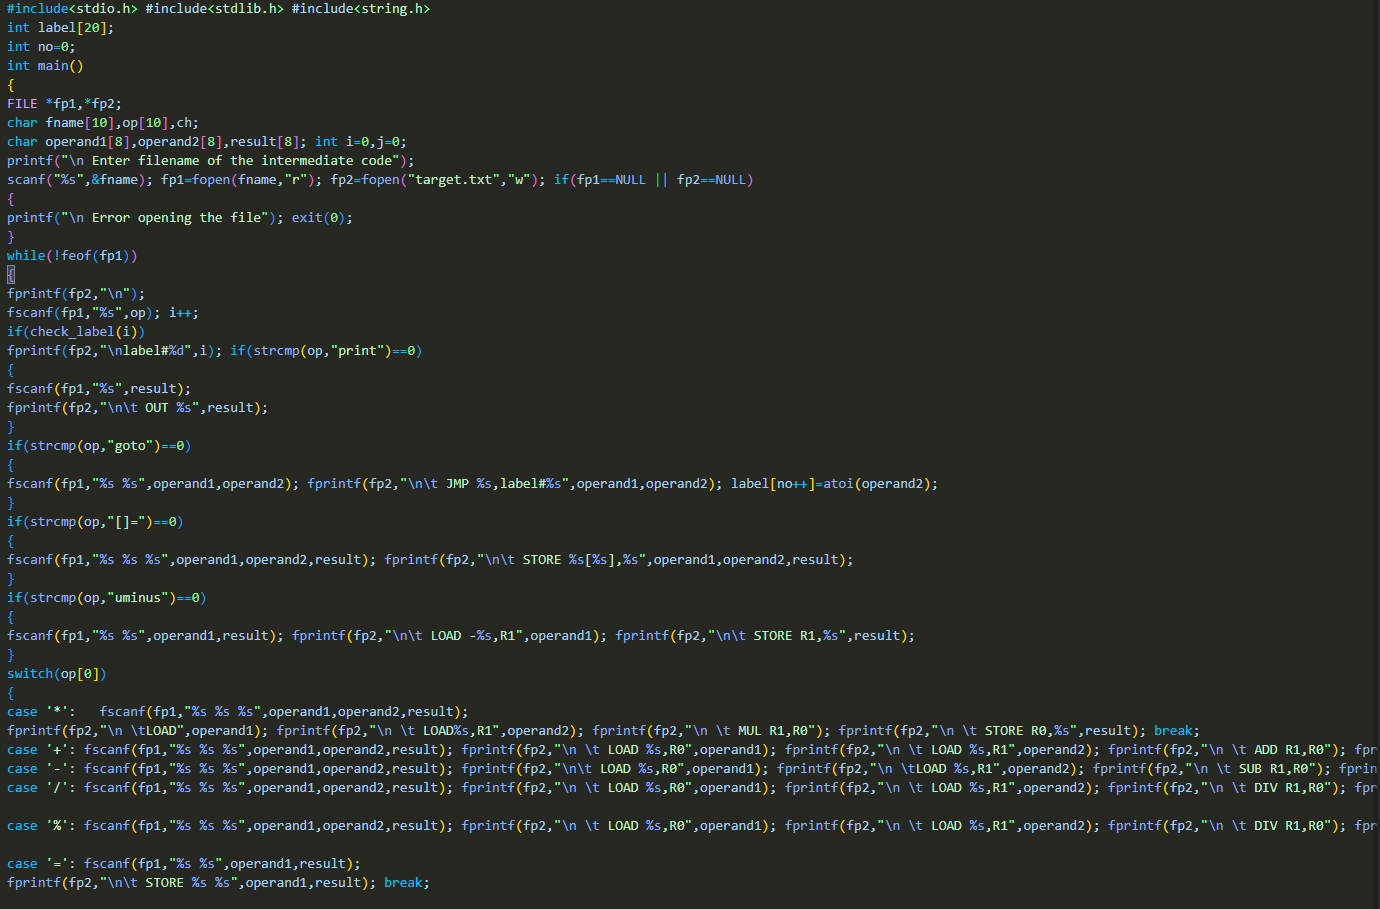 #include<stdio.h> #include<stdlib.h> #include<string.h>
int label[20];
int no=0;
int main()
{
FILE *fp1,*fp2;
char fname[10],op[10],ch;
char operand1[8],operand2[8],result[8]; int i=0,j=0;
printf("\n Enter filename of the intermediate code");
scanf("%s",&fname); fp1=fopen(fname,"r"); fp2=fopen("target.txt","w"); if(fp1==NULL || fp2==NULL)
{
printf("\n Error opening the file"); exit(0);
}
while(!feof(fp1))
{
fprintf(fp2,"\n");
fscanf(fp1,"%s",op); i++;
if(check_label(i))
fprintf(fp2,"\nlabel#%d",i); if(strcmp(op,"print")==0)
{
fscanf(fp1,"%s",result);
fprintf(fp2,"\n\t OUT %s",result);
}
if(strcmp(op,"goto")==0)
{
fscanf(fp1,"%s %s",operand1,operand2); fprintf(fp2,"\n\t JMP %s,label#%s",operand1,operand2); label[no++]=atoi(operand2);
}
if(strcmp(op,"[]=")==0)
{
fscanf(fp1,"%s %s %s",operand1,operand2,result); fprintf(fp2,"\n\t STORE %s[%s],%s",operand1,operand2,result);
}
if(strcmp(op,"uminus")==0)
{
fscanf(fp1,"%s %s",operand1,result); fprintf(fp2,"\n\t LOAD -%s,R1",operand1); fprintf(fp2,"\n\t STORE R1,%s",result);
}
switch(op[0])
{
case '*':   fscanf(fp1,"%s %s %s",operand1,operand2,result);
fprintf(fp2,"\n \tLOAD",operand1); fprintf(fp2,"\n \t LOAD%s,R1",operand2); fprintf(fp2,"\n \t MUL R1,R0"); fprintf(fp2,"\n \t STORE R0,%s",result); break;
case '+': fscanf(fp1,"%s %s %s",operand1,operand2,result); fprintf(fp2,"\n \t LOAD %s,R0",operand1); fprintf(fp2,"\n \t LOAD %s,R1",operand2); fprintf(fp2,"\n \t ADD R1,R0"); fpr
case '-': fscanf(fp1,"%s %s %s",operand1,operand2,result); fprintf(fp2,"\n\t LOAD %s,R0",operand1); fprintf(fp2,"\n \tLOAD %s,R1",operand2); fprintf(fp2,"\n \t SUB R1,R0"); fprin
case '/': fscanf(fp1,"%s %s %s",operand1,operand2,result); fprintf(fp2,"\n \t LOAD %s,R0",operand1); fprintf(fp2,"\n \t LOAD %s,R1",operand2); fprintf(fp2,"\n \t DIV R1,R0"); fpr
case '%': fscanf(fp1,"%s %s %s",operand1,operand2,result); fprintf(fp2,"\n \t LOAD %s,R0",operand1); fprintf(fp2,"\n \t LOAD %s,R1",operand2); fprintf(fp2,"\n \t DIV R1,R0"); fpr
case '=': fscanf(fp1,"%s %s",operand1,result);
fprintf(fp2,"\n\t STORE %s %s",operand1,result); break;